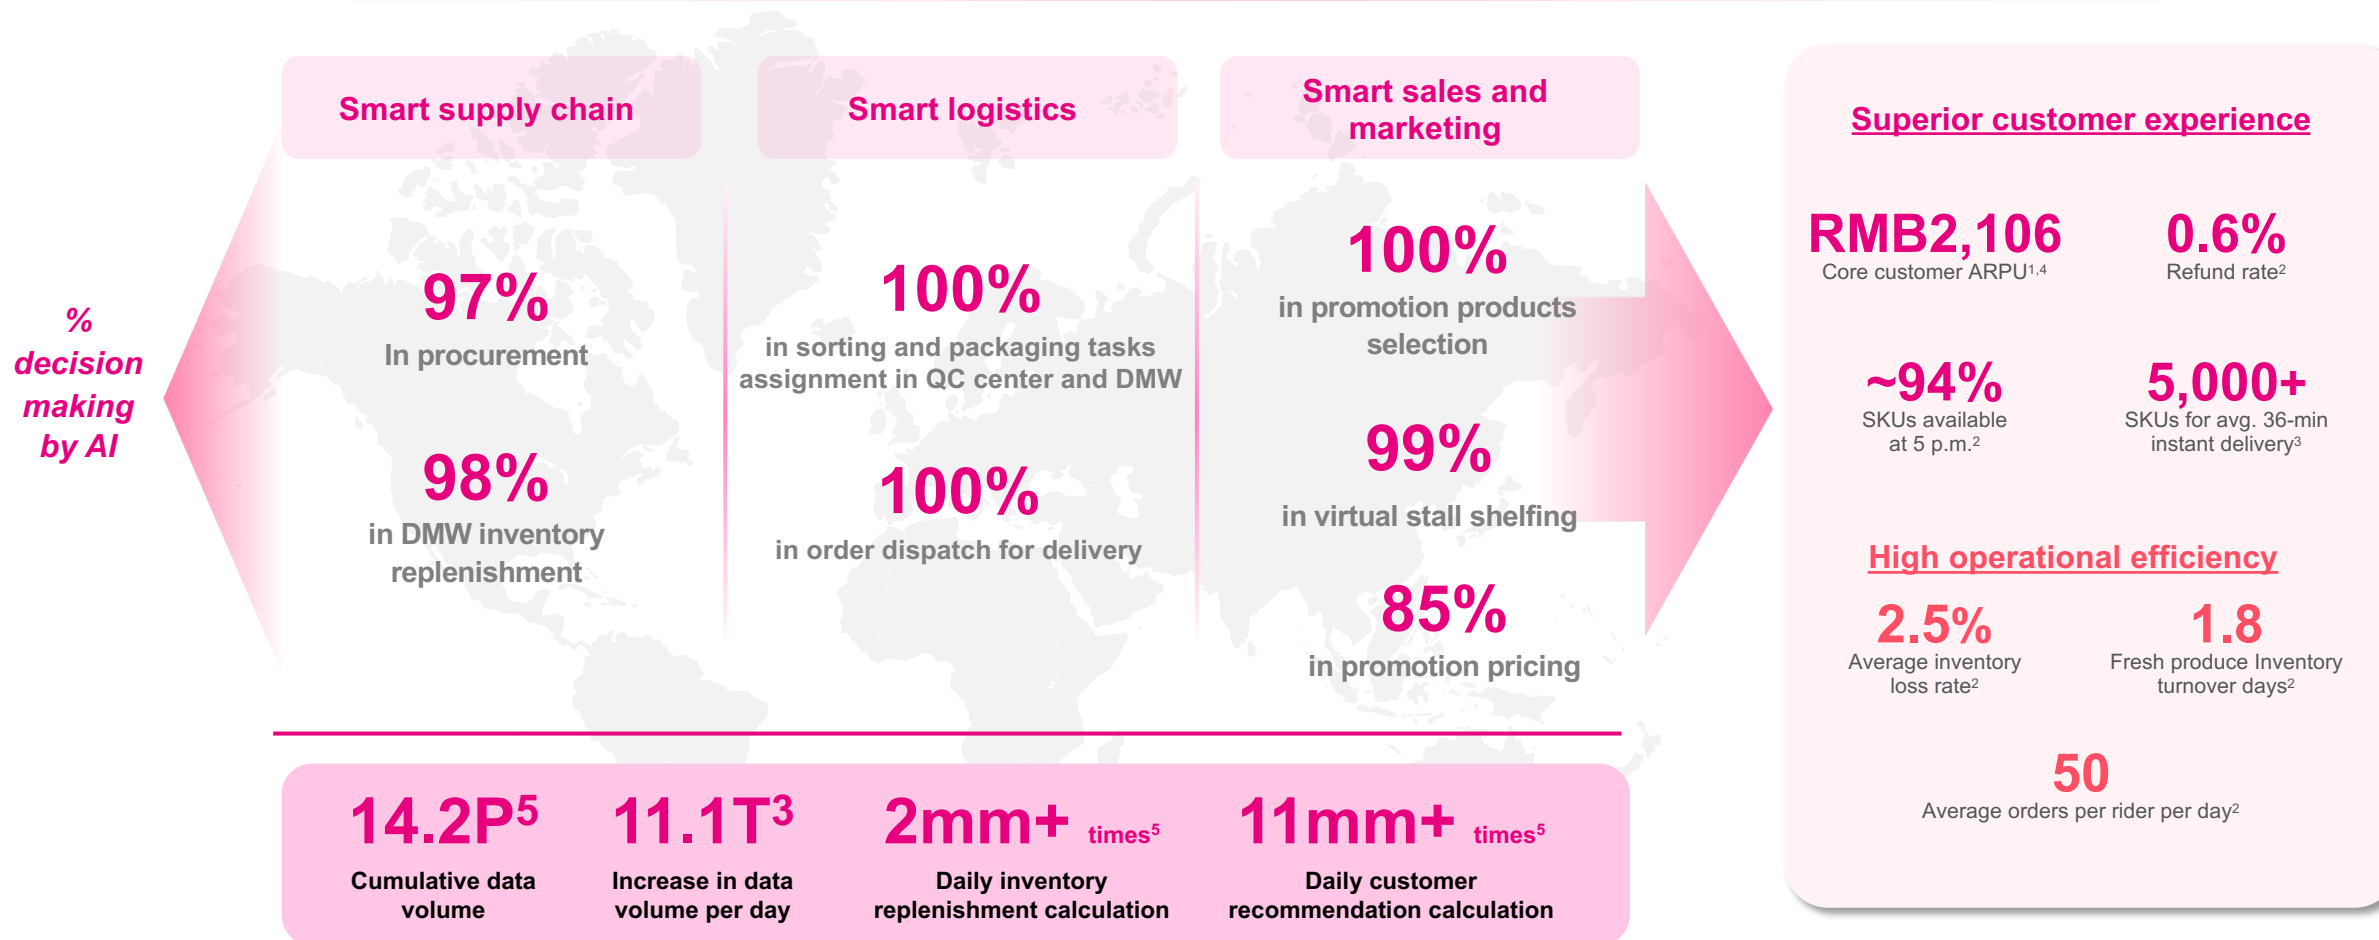 %
decision
making
by AI
Smart supply chain
97%
In procurement
98%
in DMW inventory
replenishment
Smart logistics
100%
in sorting and packaging tasks
assignment in QC center and DMW
100%
in order dispatch for delivery
Smart sales and
marketing
100%
in promotion products
selection
99%
in virtual stall shelfing
85%
in promotion pricing
14.2P⁵
Cumulative data
volume
11.1T³
Increase in data
volume per day
2mm+ times⁵
Daily inventory
replenishment calculation
11mm+ times⁵
Daily customer
recommendation calculation
Superior customer experience
RMB2,106
Core customer ARPU¹,⁴
0.6%
Refund rate²
~94%
SKUs available
at 5 p.m.²
5,000+
SKUs for avg. 36-min
instant delivery³
High operational efficiency
2.5%
Average inventory
loss rate²
1.8
Fresh produce Inventory
turnover days²
50
Average orders per rider per day²